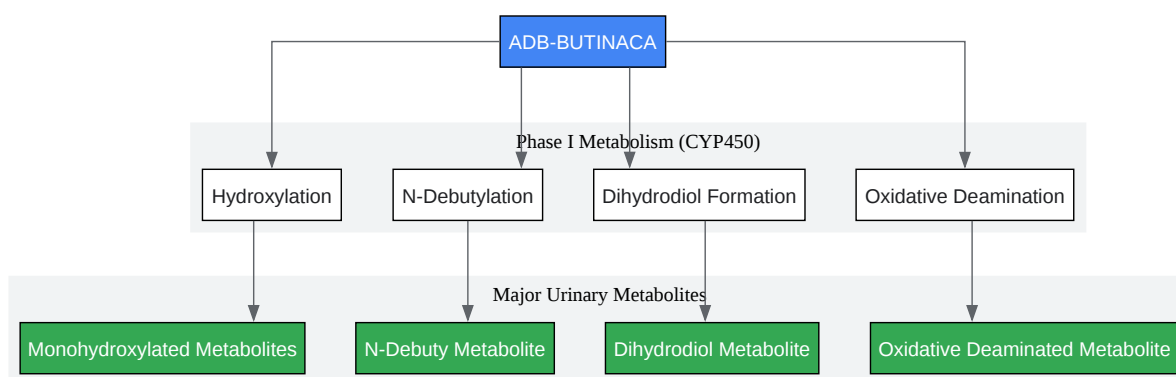 ADB-BUTINACA
Phase I Metabolism (CYP450)
Hydroxylation
N-Debutylation
Dihydrodiol Formation
Oxidative Deamination
Major Urinary Metabolites
Monohydroxylated Metabolites
N-Debuty Metabolite
Dihydrodiol Metabolite
Oxidative Deaminated Metabolite